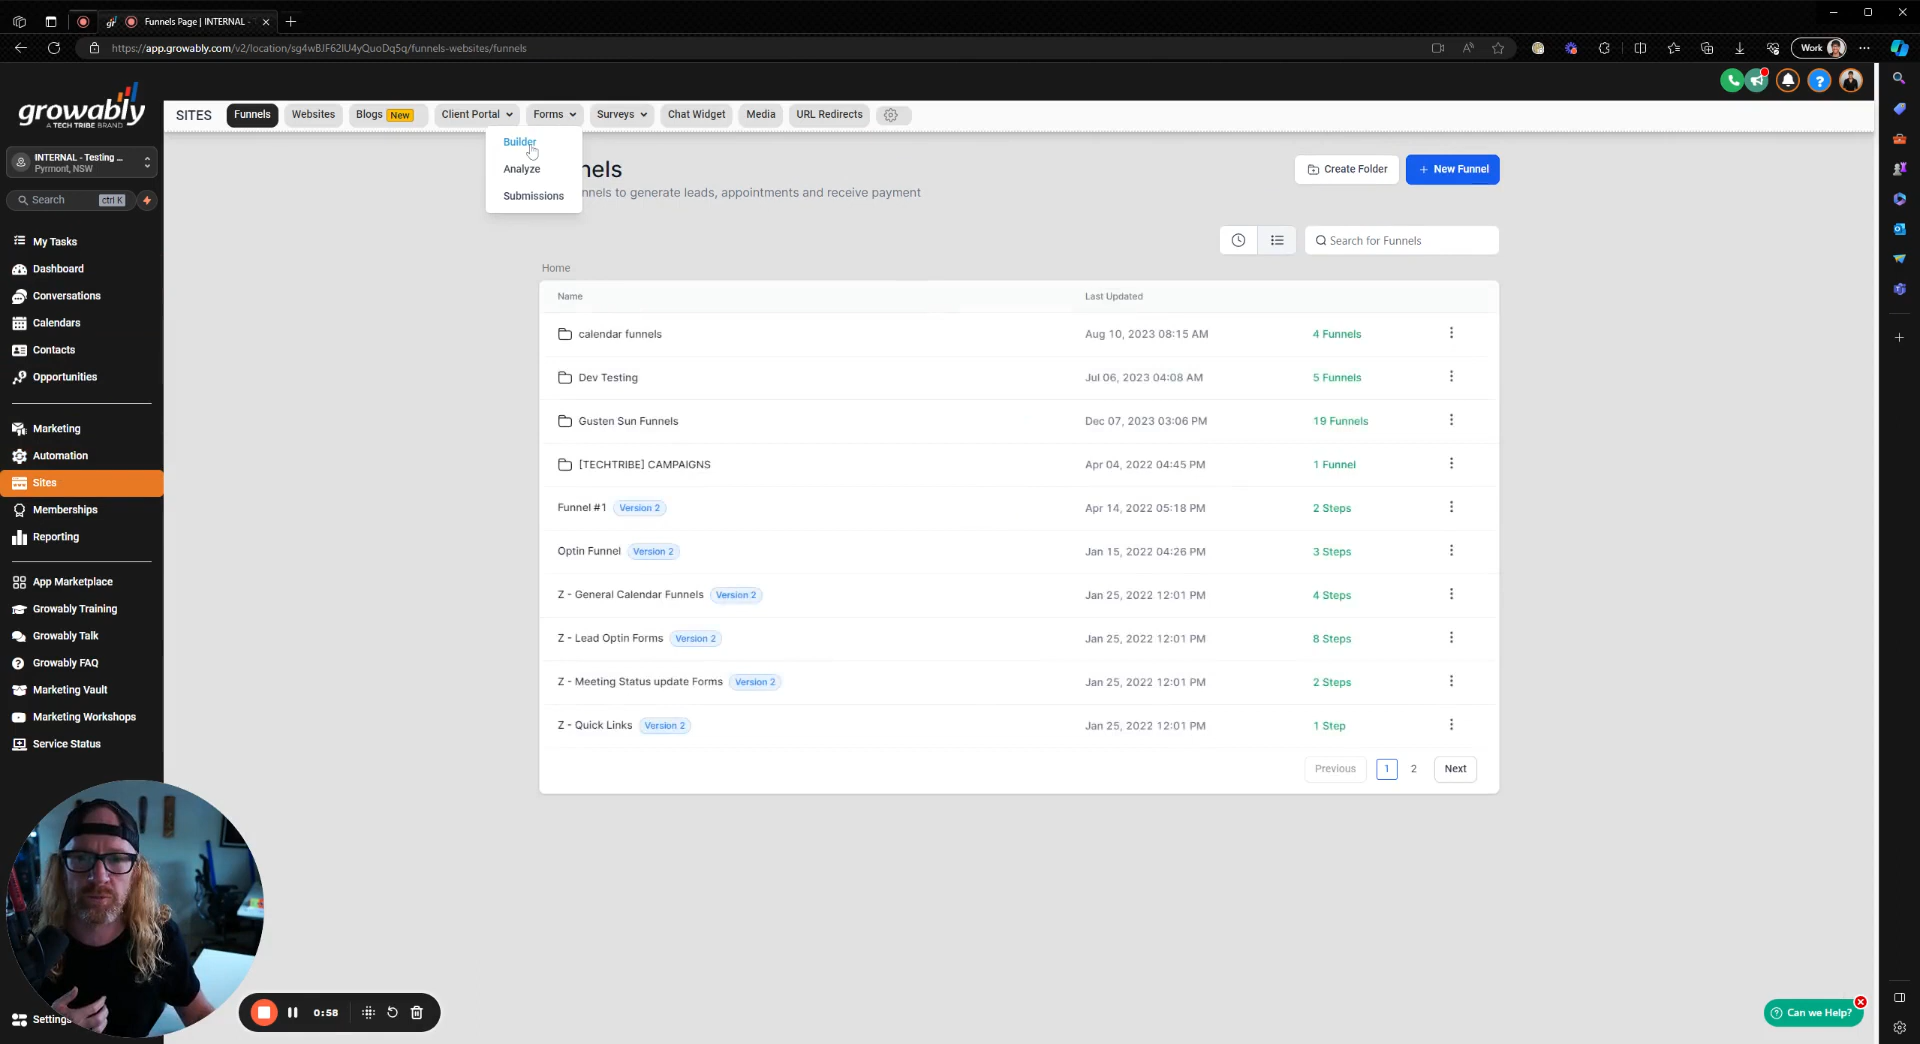 Funnels Page | INTERNAL -
https://app.growably.com/v2/location/sg4wBJF62lU4yQuoDq5q/funnels-websites/funnels
Work
growably
A TECH TRIBE BRAND
SITES
Funnels
Websites
Blogs New
Client Portal
Forms
Surveys
Chat Widget
Media
URL Redirects
Builder
Analyze
Submissions
INTERNAL - Testing ...
Pyrmont, NSW
Search ctrl K
My Tasks
Dashboard
Conversations
Calendars
Contacts
Opportunities
Marketing
Automation
Sites
Memberships
Reporting
App Marketplace
Growably Training
Growably Talk
Growably FAQ
Marketing Vault
Marketing Workshops
Service Status
Settings
nels
nnels to generate leads, appointments and receive payment
Create Folder
+ New Funnel
Search for Funnels
Home
Name Last Updated
calendar funnels Aug 10, 2023 08:15 AM 4 Funnels
Dev Testing Jul 06, 2023 04:08 AM 5 Funnels
Gusten Sun Funnels Dec 07, 2023 03:06 PM 19 Funnels
[TECHTRIBE] CAMPAIGNS Apr 04, 2022 04:45 PM 1 Funnel
Funnel #1 Version 2 Apr 14, 2022 05:18 PM 2 Steps
Optin Funnel Version 2 Jan 15, 2022 04:26 PM 3 Steps
Z - General Calendar Funnels Version 2 Jan 25, 2022 12:01 PM 4 Steps
Z - Lead Optin Forms Version 2 Jan 25, 2022 12:01 PM 8 Steps
Z - Meeting Status update Forms Version 2 Jan 25, 2022 12:01 PM 2 Steps
Z - Quick Links Version 2 Jan 25, 2022 12:01 PM 1 Step
Previous 1 2 Next
0:58
Can we Help?